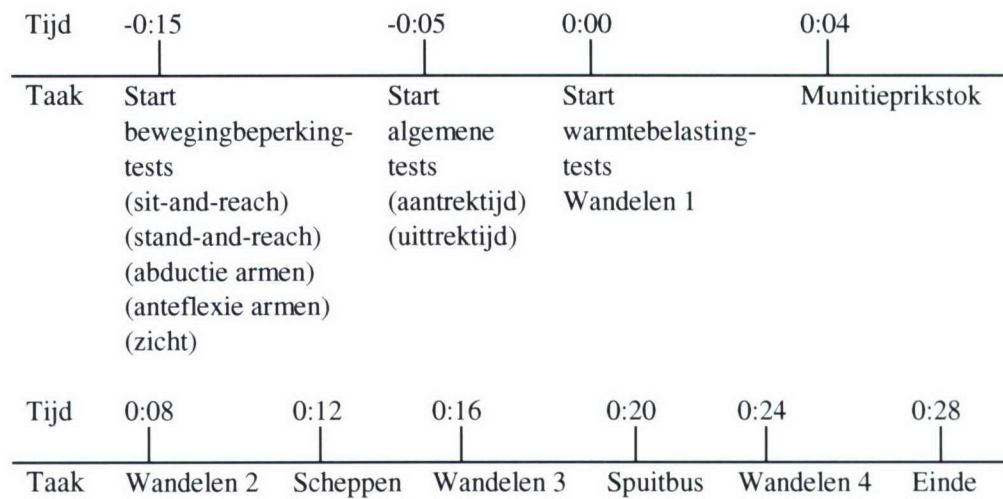 Tijd -0:15 -0:05 0:00 0:04
Taak Start Start Start Munitieprikstok
bewegingbeperking- algemene warmtebelasting-
tests tests tests
(sit-and-reach) (aantrektijd) Wandelen 1
(stand-and-reach) (uittrektijd)
(abductie armen)
(anteflexie armen)
(zicht)
Tijd 0:08 0:12 0:16 0:20 0:24 0:28
Taak Wandelen 2 Scheppen Wandelen 3 Spuitbus Wandelen 4 Einde